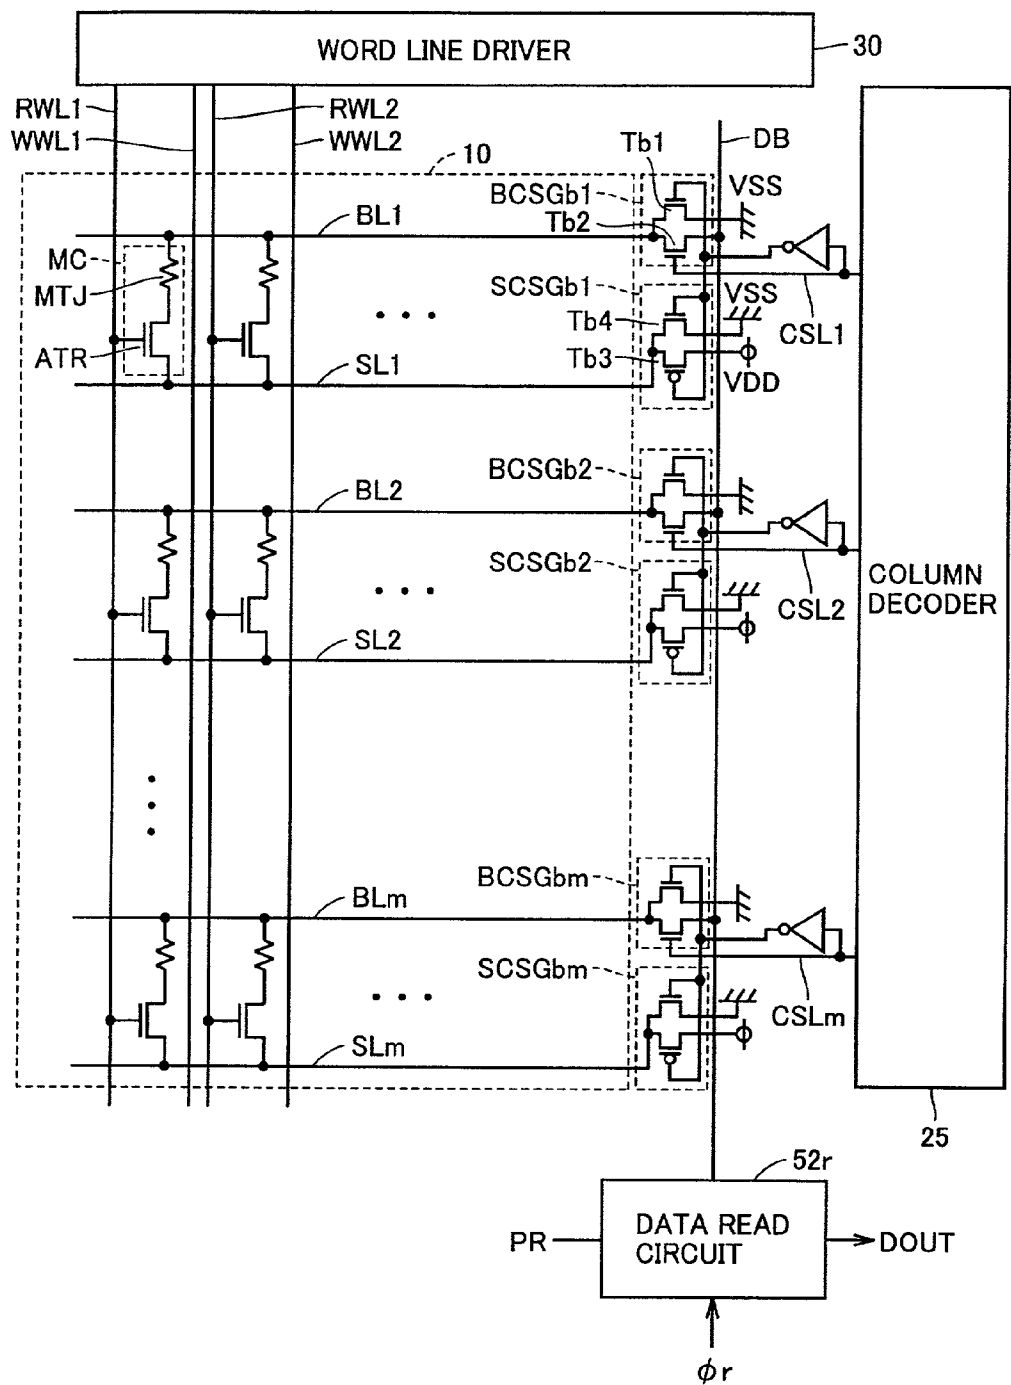 WORD LINE DRIVER
30
RWL1
WWL1
RWL2
WWL2
10
Tb1
DB
BCSGb1
VSS
BL1
Tb2
MC
MTJ
SCSGb1
VSS
CSL1
Tb4
ATR
SL1
Tb3
VDD
BCSGb2
BL2
SCSGb2
COLUMN
DECODER
CSL2
SL2
BCSGbm
BLm
SCSGbm
CSLm
SLm
25
52r
PR
DATA READ
CIRCUIT
DOUT
ϕr